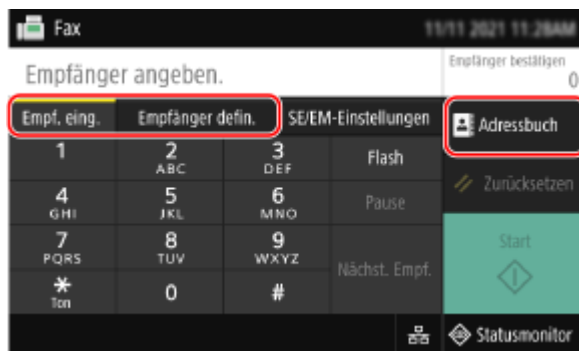 Fax
11/11 2021 11:28AM
Empfänger angeben.
Empfänger bestätigen
0
Empf. eing.
Empfänger defin.
SE/EM-Einstellungen
Adressbuch
1
2
ABC
3
DEF
Flash
4
GHI
5
JKL
6
MNO
Pause
Zurücksetzen
7
PQRS
8
TUV
9
WXYZ
Nächst. Empf.
Start
*
Ton
0
#
Statusmonitor